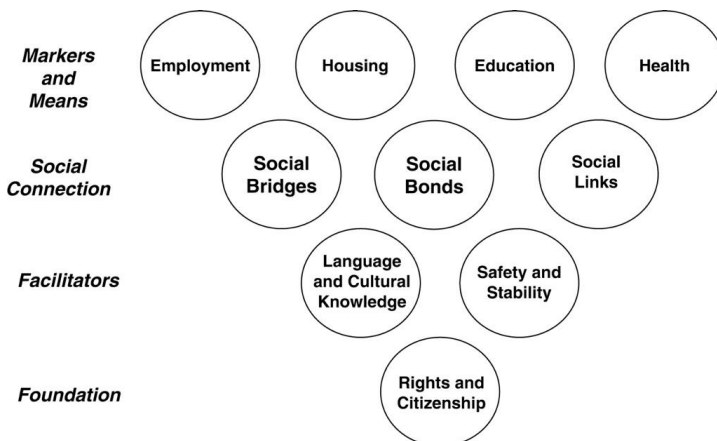 Markers
and
Means
Employment
Housing
Education
Health
Social
Connection
Social
Bridges
Social
Bonds
Social
Links
Facilitators
Language
and Cultural
Knowledge
Safety and
Stability
Foundation
Rights and
Citizenship